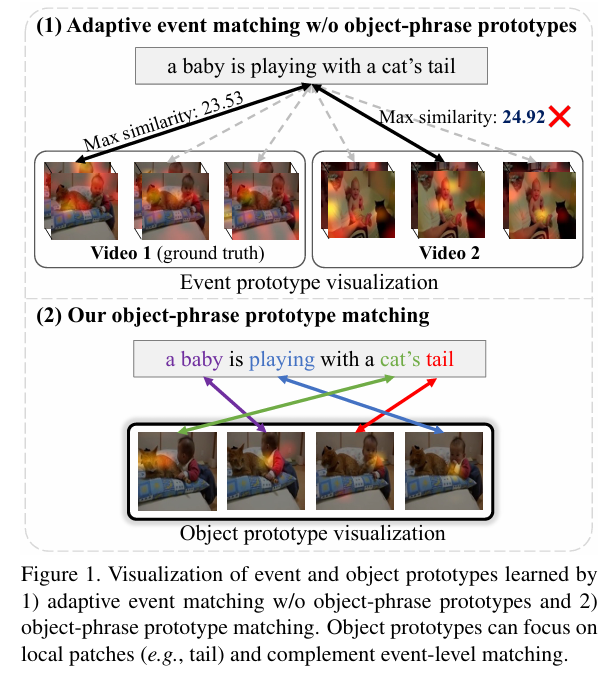 (1) Adaptive event matching w/o object-phrase prototypes
a baby is playing with a cat's tail
Max similarity: 23.53
Max similarity: 24.92
Video 1 (ground truth)
Video 2
Event prototype visualization
(2) Our object-phrase prototype matching
a baby is playing with a cat's tail
Object prototype visualization
Figure 1. Visualization of event and object prototypes learned by
1) adaptive event matching w/o object-phrase prototypes and 2)
object-phrase prototype matching. Object prototypes can focus on
local patches (e.g., tail) and complement event-level matching.